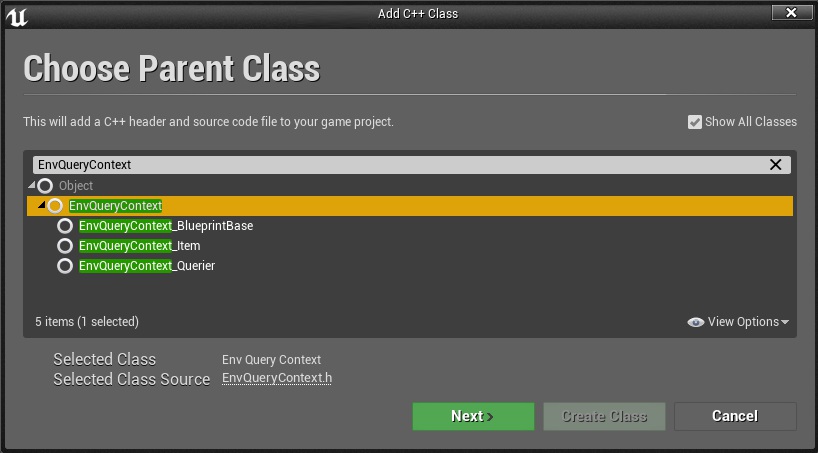 Add C++ Class
Choose Parent Class
This will add a C++ header and source code file to your game project.
Show All Classes
EnvQueryContext
Object
EnvQueryContext
EnvQueryContext_BlueprintBase
EnvQueryContext_Item
EnvQueryContext_Querier
5 items (1 selected)
View Options
Selected Class
Env Query Context
Selected Class Source
EnvQueryContext.h
Next
Create Class
Cancel